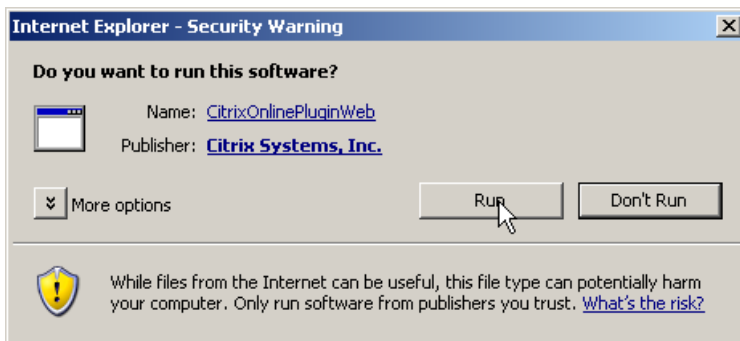 Internet Explorer - Security Warning
Do you want to run this software?
Name: CitrixOnlinePluginWeb
Publisher: Citrix Systems, Inc.
More options
Run
Don't Run
While files from the Internet can be useful, this file type can potentially harm
your computer. Only run software from publishers you trust. What's the risk?